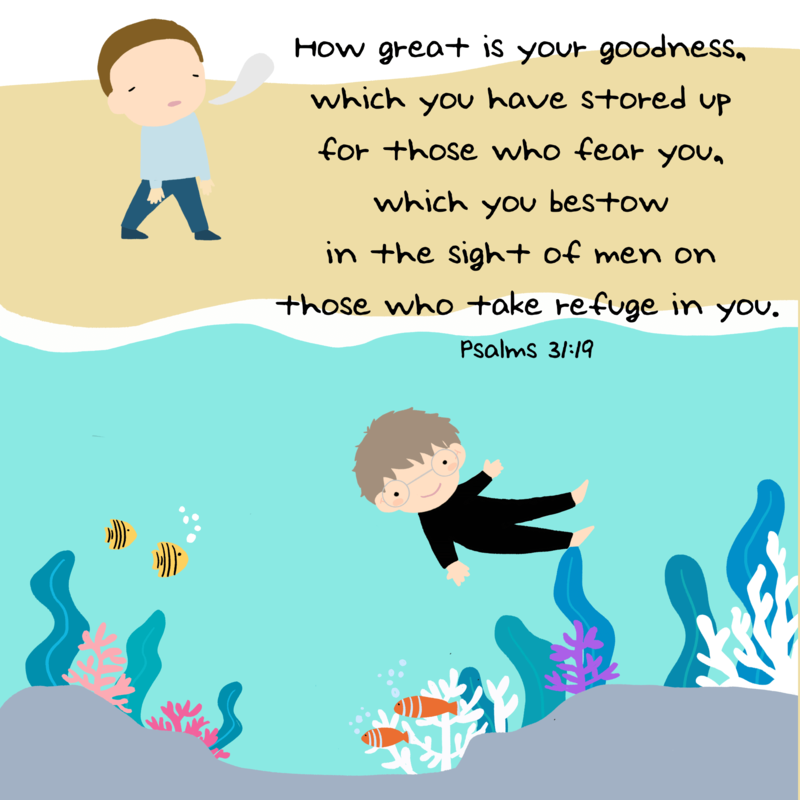 How great is your goodness,
which you have stored up
for those who fear you,
which you bestow
in the sight of men on
those who take refuge in you.
Psalms 31:19